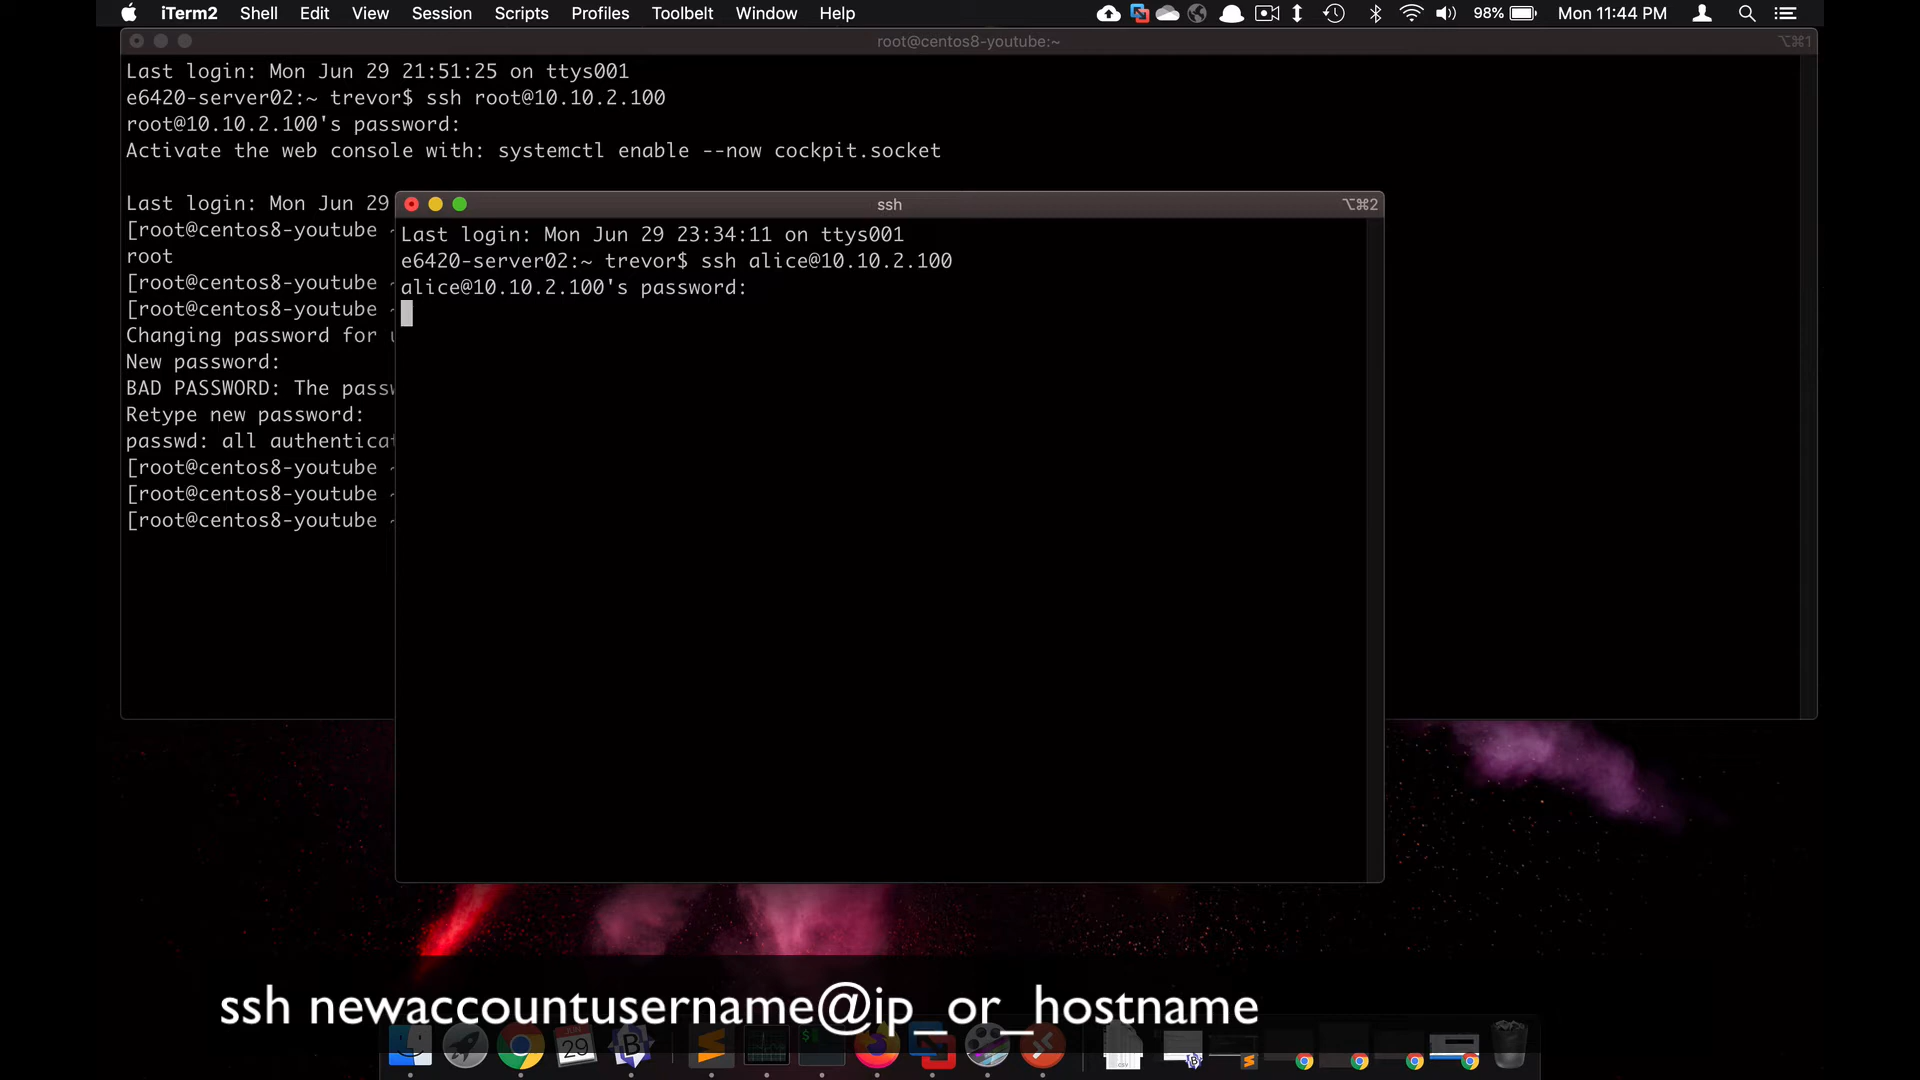 iTerm2 Shell Edit View Session Scripts Profiles Toolbelt Window Help 98% Mon 11:44 PM
root@centos8-youtube:~ ⌥⌘1
Last login: Mon Jun 29 21:51:25 on ttys001
e6420-server02:~ trevor$ ssh root@10.10.2.100
root@10.10.2.100's password:
Activate the web console with: systemctl enable --now cockpit.socket
Last login: Mon Jun 29
[root@centos8-youtube ~
root
[root@centos8-youtube ~
[root@centos8-youtube ~
Changing password for
New password:
BAD PASSWORD: The
Retype new password:
passwd: all
[root@centos8-youtube ~
[root@centos8-youtube ~
[root@centos8-youtube ~
ssh ⌥⌘2
Last login: Mon Jun 29 23:34:11 on ttys001
e6420-server02:~ trevor$ ssh alice@10.10.2.100
alice@10.10.2.100's password:
ssh newaccountusername@ip_or_hostname
JUN
29
B